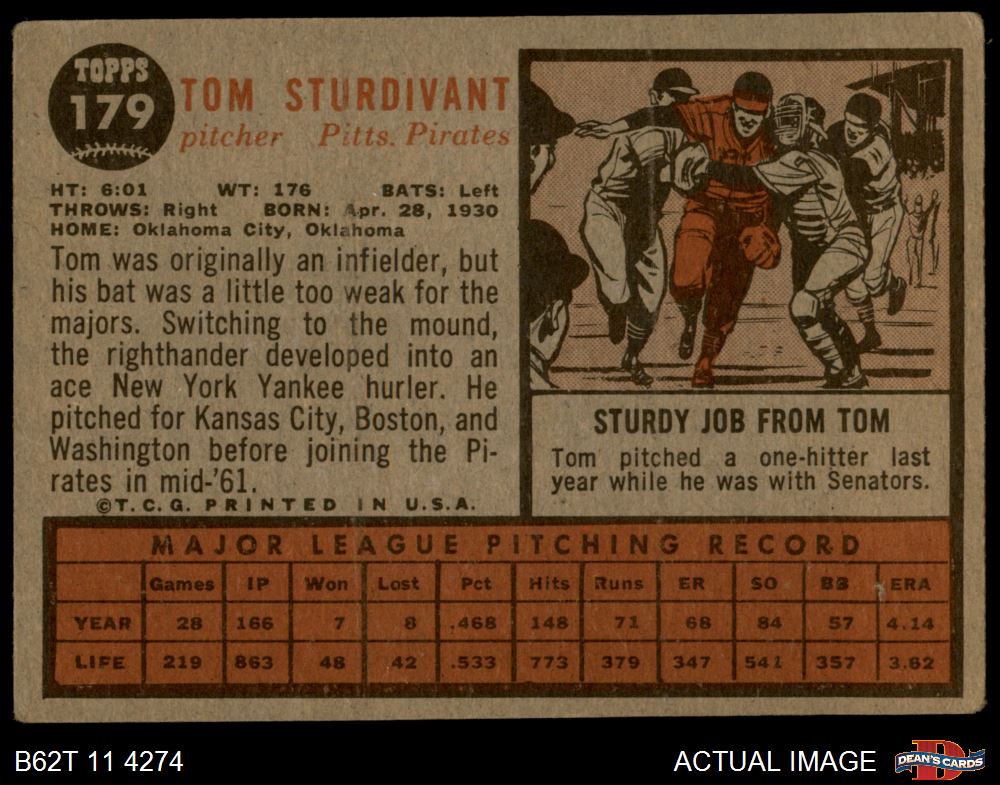 TOPPS
179
TOM STURDIVANT
pitcher Pitts. Pirates
HT: 6:01 WT: 176 BATS: Left
THROWS: Right BORN: Apr. 28, 1930
HOME: Oklahoma City, Oklahoma
Tom was originally an infielder, but
his bat was a little too weak for the
majors. Switching to the mound,
the righthander developed into an
ace New York Yankee hurler. He
pitched for Kansas City, Boston, and
Washington before joining the Pi-
rates in mid-'61.
©T.C.G. PRINTED IN U.S.A.
STURDY JOB FROM TOM
Tom pitched a one-hitter last
year while he was with Senators.
MAJOR LEAGUE PITCHING RECORD
Games IP Won Lost Pct Hits Runs ER SO BB ERA
YEAR 28 166 7 8 .468 148 71 68 84 57 4.14
LIFE 219 863 48 42 .533 773 379 347 541 357 3.62
B62T 11 4274
ACTUAL IMAGE
D
DEAN'S CARDS